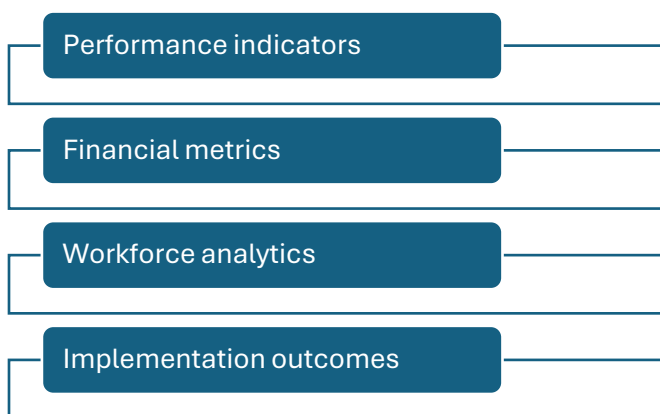 Performance indicators
Financial metrics
Workforce analytics
Implementation outcomes